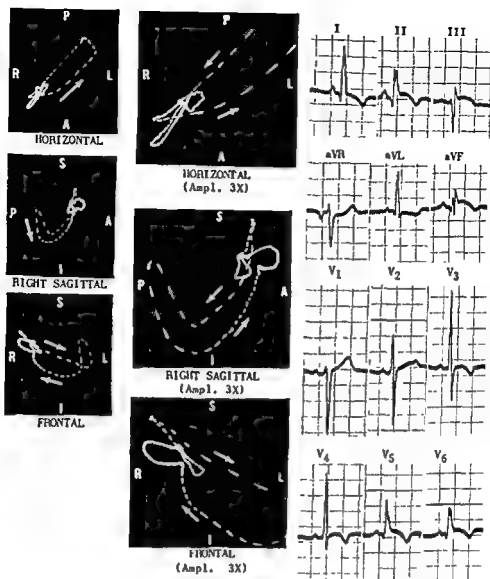 P
R
L
A
HORIZONTAL
S
P
A
I
RIGHT SAGITTAL
S
R
L
I
FRONTAL
P
R
L
A
HORIZONTAL
(Ampl. 3X)
S
P
A
I
RIGHT SAGITTAL
(Ampl. 3X)
S
R
L
I
FRONTAL
(Ampl. 3X)
I II III
aVR aVL aVF
V1 V2 V3
V4 V5 V6